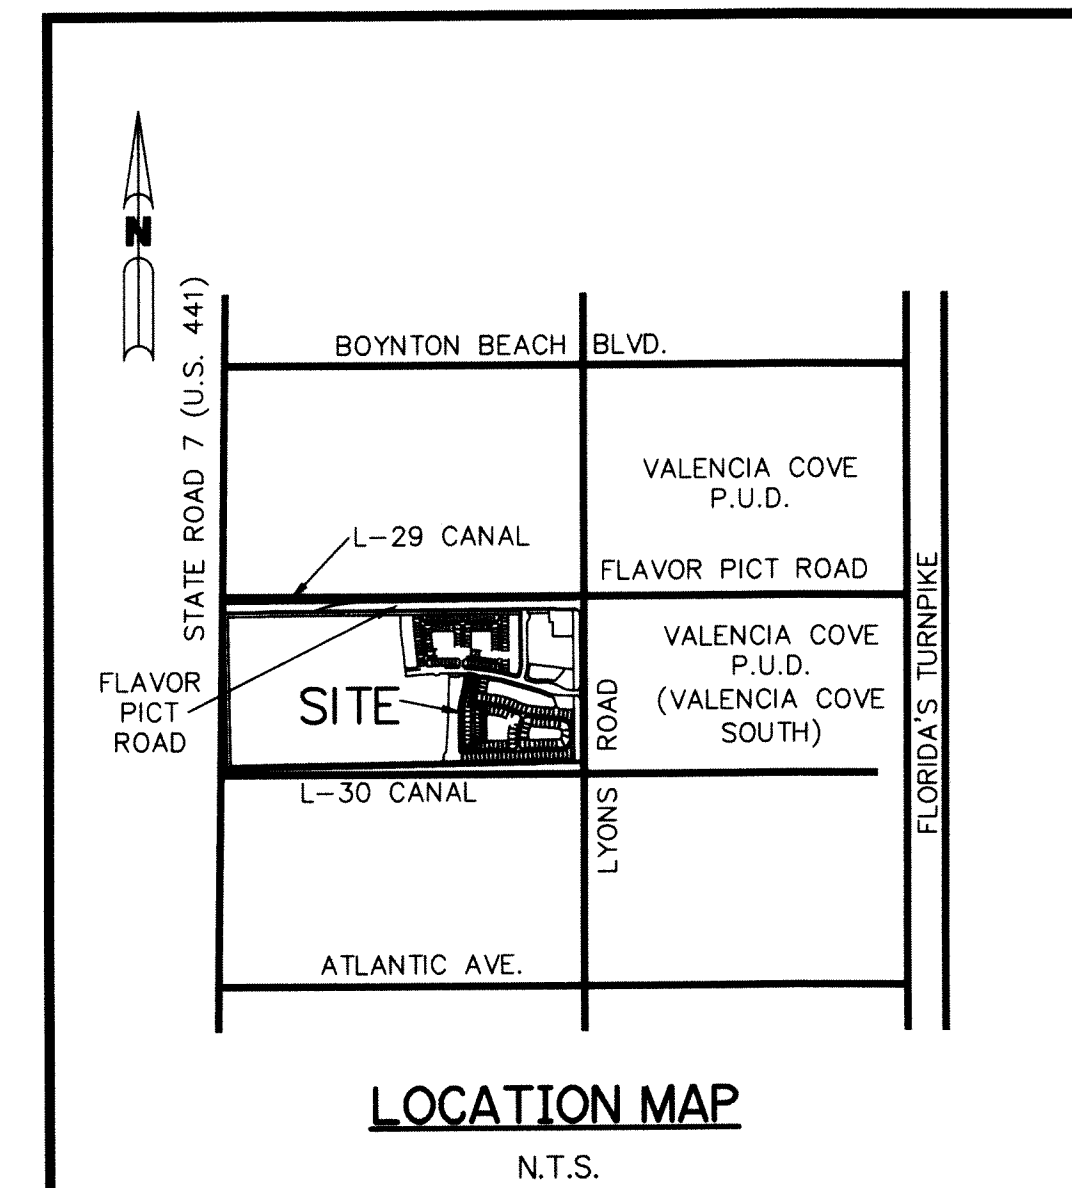 N
STATE ROAD 7 (U.S. 441)
BOYNTON BEACH BLVD.
VALENCIA COVE
P.U.D.
L-29 CANAL
FLAVOR PICT ROAD
VALENCIA COVE
P.U.D.
(VALENCIA COVE
SOUTH)
FLAVOR
PICT
ROAD
SITE
LYONS ROAD
FLORIDA'S TURNPIKE
L-30 CANAL
ATLANTIC AVE.
LOCATION MAP
N.T.S.